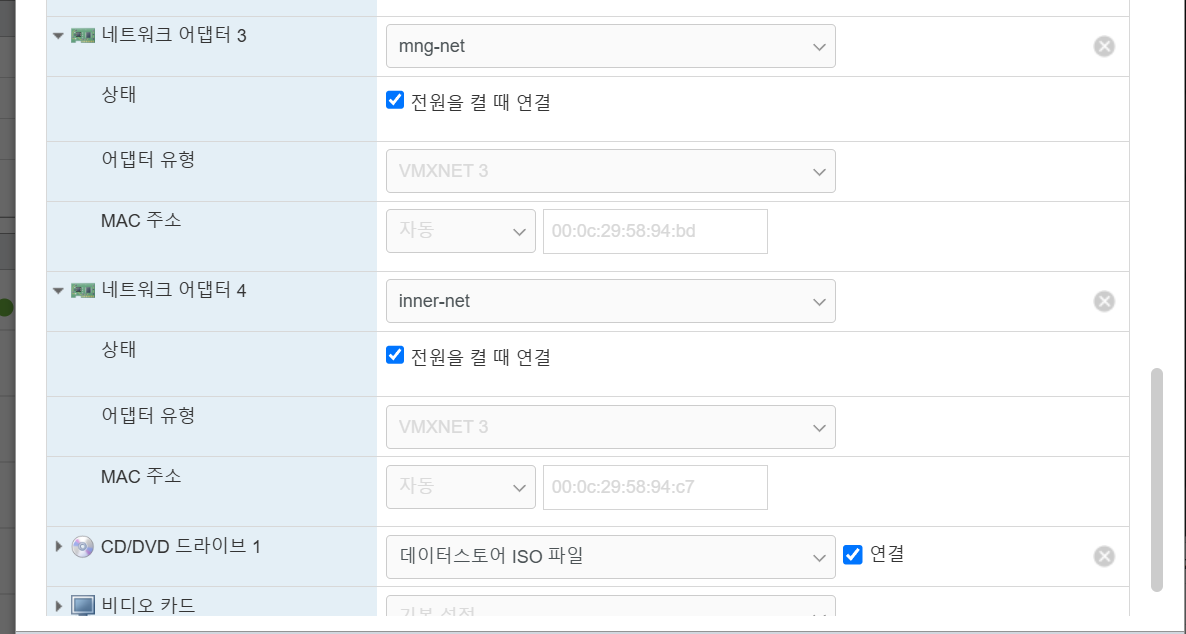 네트워크 어댑터 3
mng-net
상태
전원을 켤 때 연결
어댑터 유형
VMXNET 3
MAC 주소
자동
00:0c:29:58:94:bd
네트워크 어댑터 4
inner-net
상태
전원을 켤 때 연결
어댑터 유형
VMXNET 3
MAC 주소
자동
00:0c:29:58:94:c7
CD/DVD 드라이브 1
데이터스토어 ISO 파일
연결
비디오 카드
기본 설정